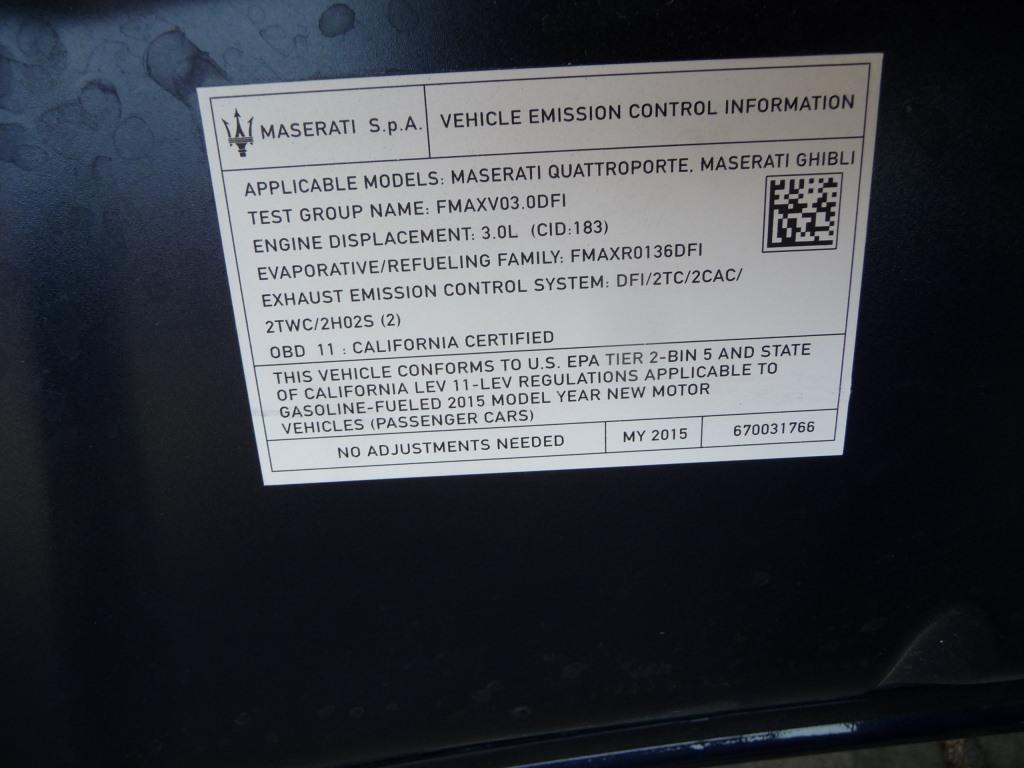 MASERATI S.p.A. VEHICLE EMISSION CONTROL INFORMATION
APPLICABLE MODELS: MASERATI QUATTROPORTE, MASERATI GHIBLI
TEST GROUP NAME: FMAXV03.0DFI
ENGINE DISPLACEMENT: 3.0L (CID:183)
EVAPORATIVE/REFUELING FAMILY: FMAXR0136DFI
EXHAUST EMISSION CONTROL SYSTEM: DFI/2TC/2CAC/
2TWC/2H02S (2)
OBD 11 : CALIFORNIA CERTIFIED
THIS VEHICLE CONFORMS TO U.S. EPA TIER 2-BIN 5 AND STATE
OF CALIFORNIA LEV 11-LEV REGULATIONS APPLICABLE TO
GASOLINE-FUELED 2015 MODEL YEAR NEW MOTOR
VEHICLES (PASSENGER CARS)
NO ADJUSTMENTS NEEDED MY 2015 670031766